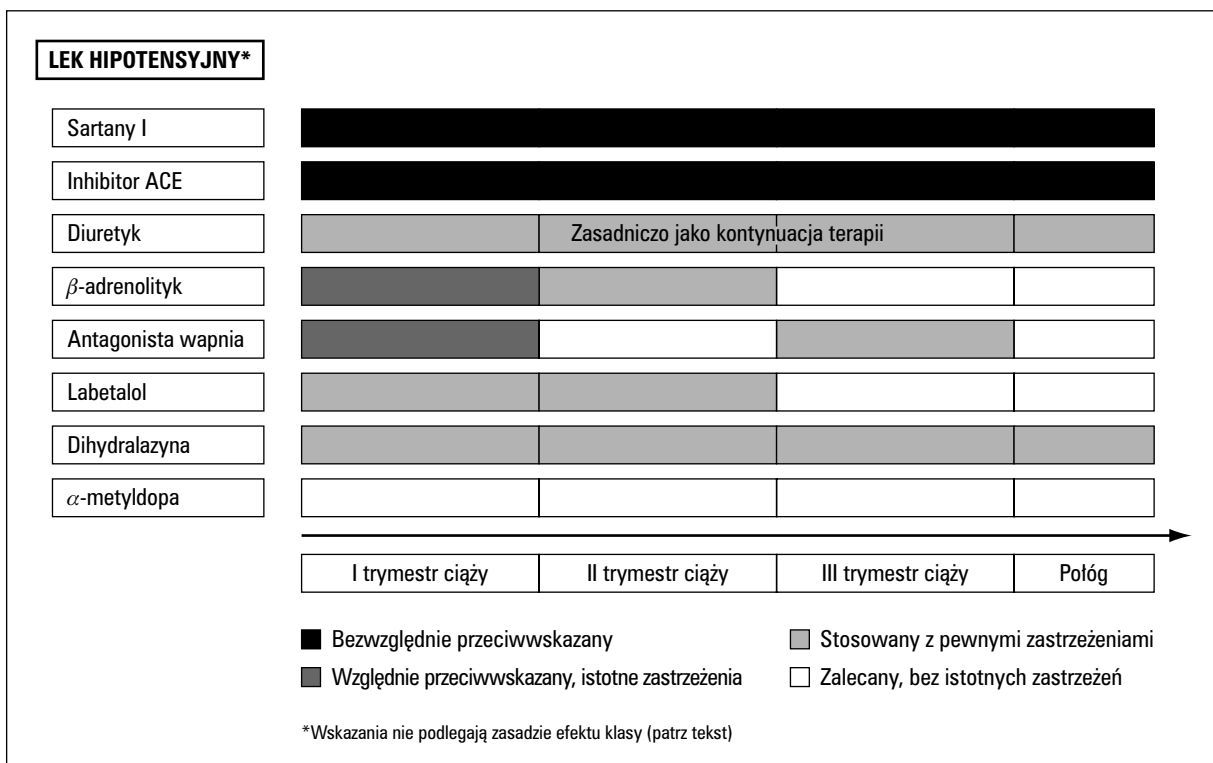 LEK HIPOTENSYJNY*
Sartany I
Inhibitor ACE
Diuretyk
Zasadniczo jako kontynuacja terapii
β-adrenolityk
Antagonista wapnia
Labetalol
Dihydralazyna
α-metyldopa
I trymestr ciąży
II trymestr ciąży
III trymestr ciąży
Połóg
Bezwzględnie przeciwwskazany
Stosowany z pewnymi zastrzeżeniami
Względnie przeciwwskazany, istotne zastrzeżenia
Zalecany, bez istotnych zastrzeżeń
*Wskazania nie podlegają zasadzie efektu klasy (patrz tekst)